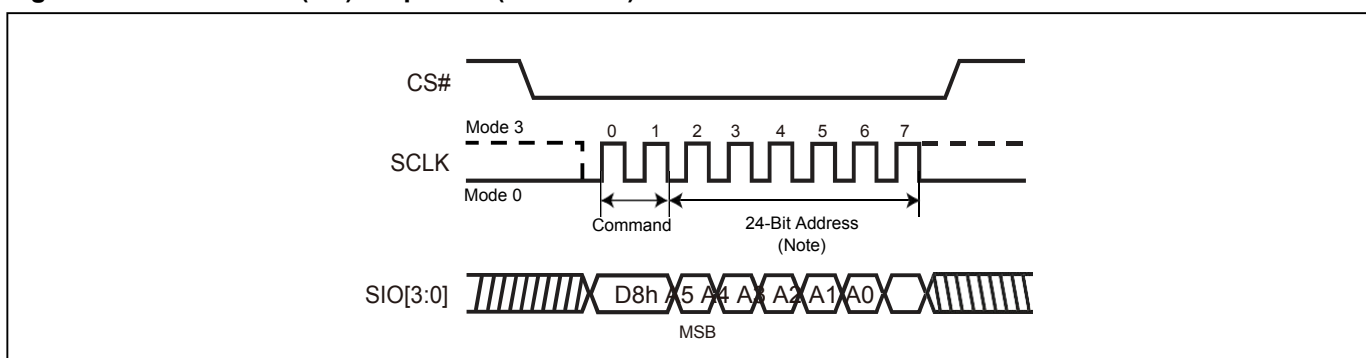 CS#
Mode 3
0 1 2 3 4 5 6 7
SCLK
Mode 0
Command
24-Bit Address
(Note)
SIO[3:0]
D8h A5 A4 A3 A2 A1 A0
MSB